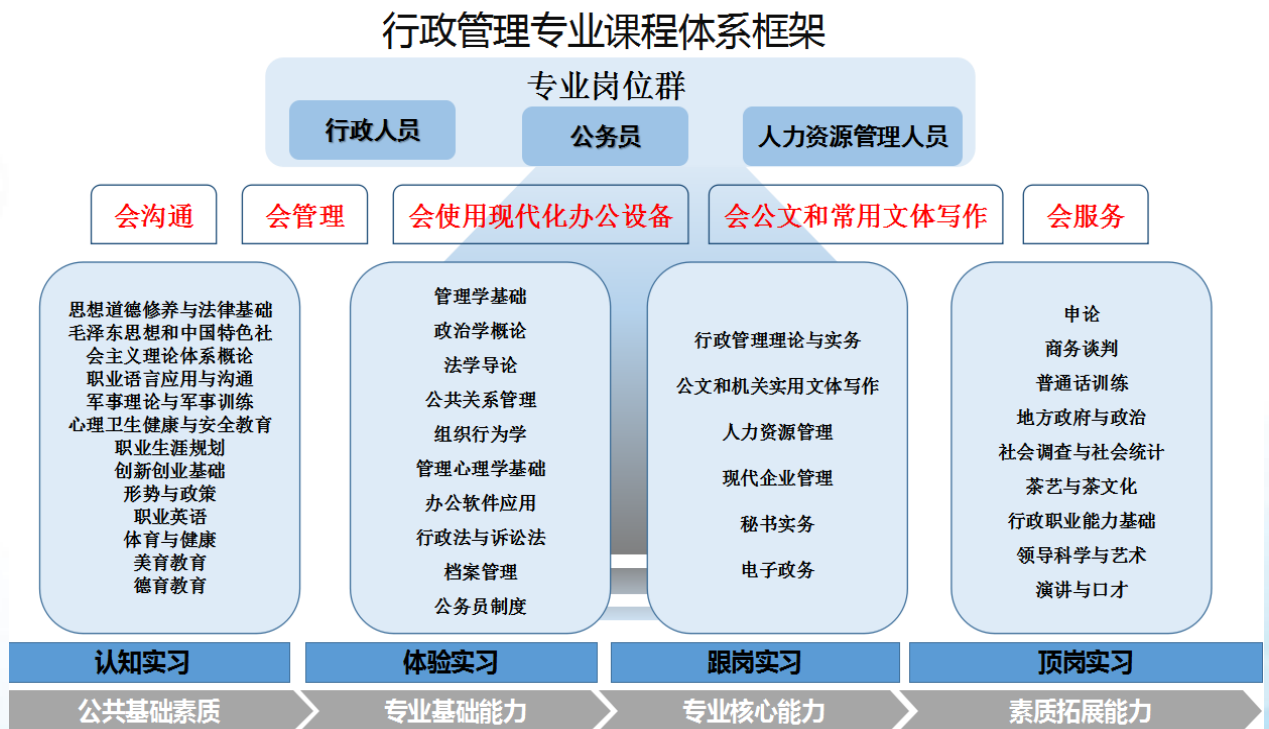 行政管理专业课程体系框架
专业岗位群
行政人员
公务员
人力资源管理人员
会沟通
会管理
会使用现代化办公设备
会公文和常用文体写作
会服务
思想道德修养与法律基础
毛泽东思想和中国特色社
会主义理论体系概论
职业语言应用与沟通
军事理论与军事训练
心理卫生健康与安全教育
职业生涯规划
创新创业基础
形势与政策
职业英语
体育与健康
美育教育
德育教育
管理学基础
政治学概论
法学导论
公共关系管理
组织行为学
管理心理学基础
办公软件应用
行政法与诉讼法
档案管理
公务员制度
行政管理理论与实务
公文和机关实用文体写作
人力资源管理
现代企业管理
秘书实务
电子政务
申论
商务谈判
普通话训练
地方政府与政治
社会调查与社会统计
茶艺与茶文化
行政职业能力基础
领导科学与艺术
演讲与口才
认知实习
体验实习
跟岗实习
顶岗实习
公共基础素质
专业基础能力
专业核心能力
素质拓展能力